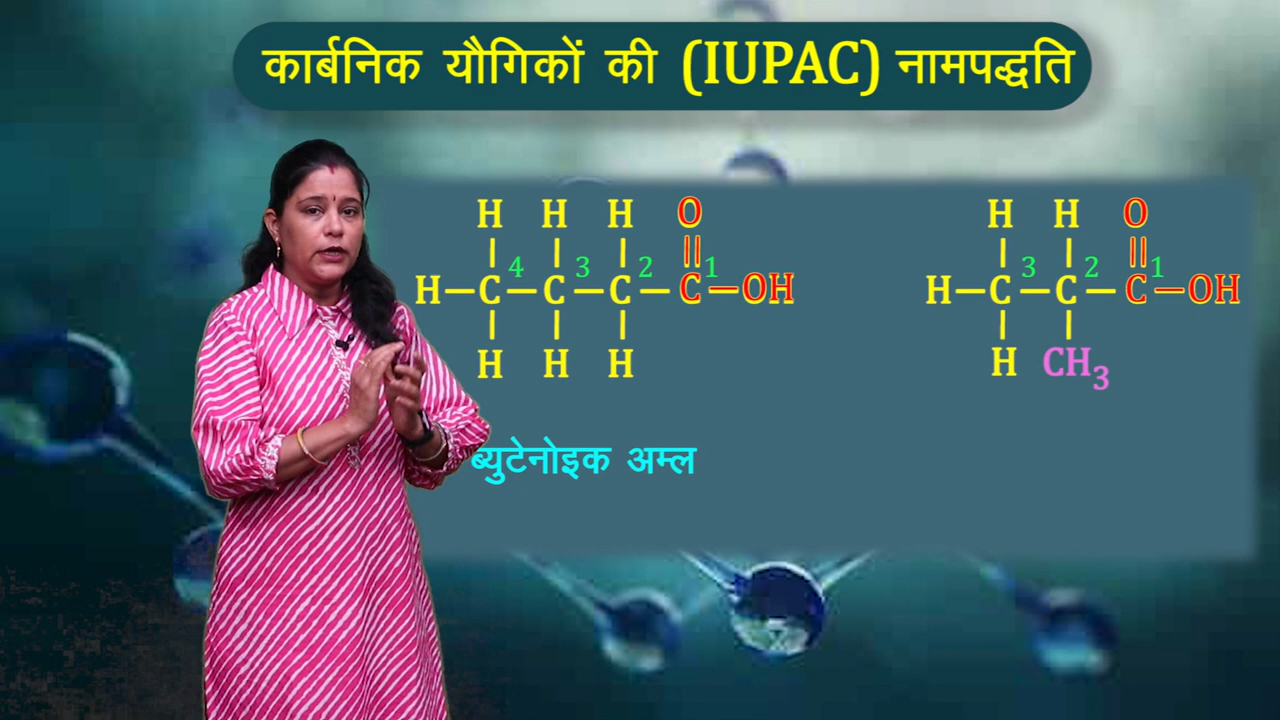 कार्बनिक यौगिकों की (IUPAC) नामपद्धति
H H H O
4 3 2 1
H—C—C—C—C—OH
H H H
H H O
3 2 1
H—C—C—C—OH
H CH₃
ब्युटेनोइक अम्ल